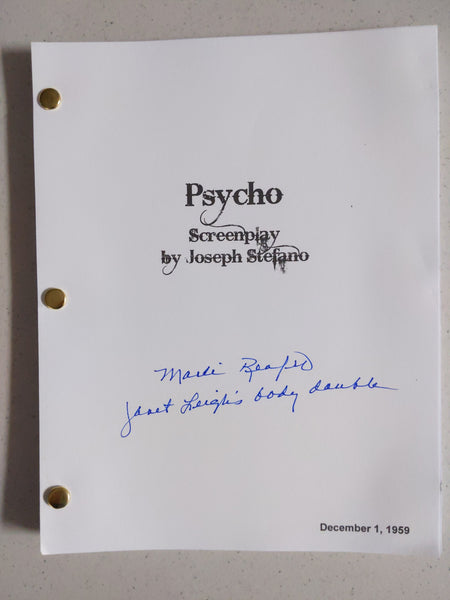 Psycho
Screenplay
by Joseph Stefano
Marli Renfro
Janet Leigh's body double
December 1, 1959